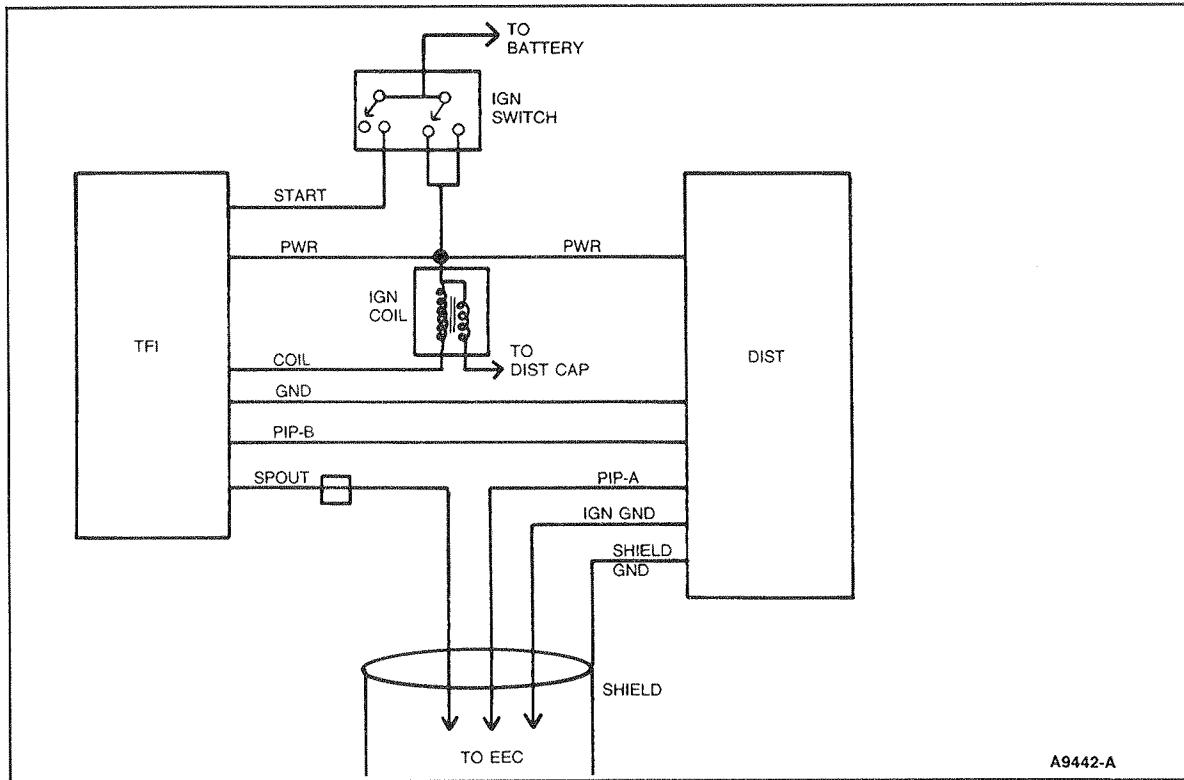 TO
BATTERY
IGN
SWITCH
START
PWR
PWR
IGN
COIL
TFI
DIST
COIL
TO
DIST CAP
GND
PIP-B
SPOUT
PIP-A
IGN GND
SHIELD
GND
SHIELD
TO EEC
A9442-A